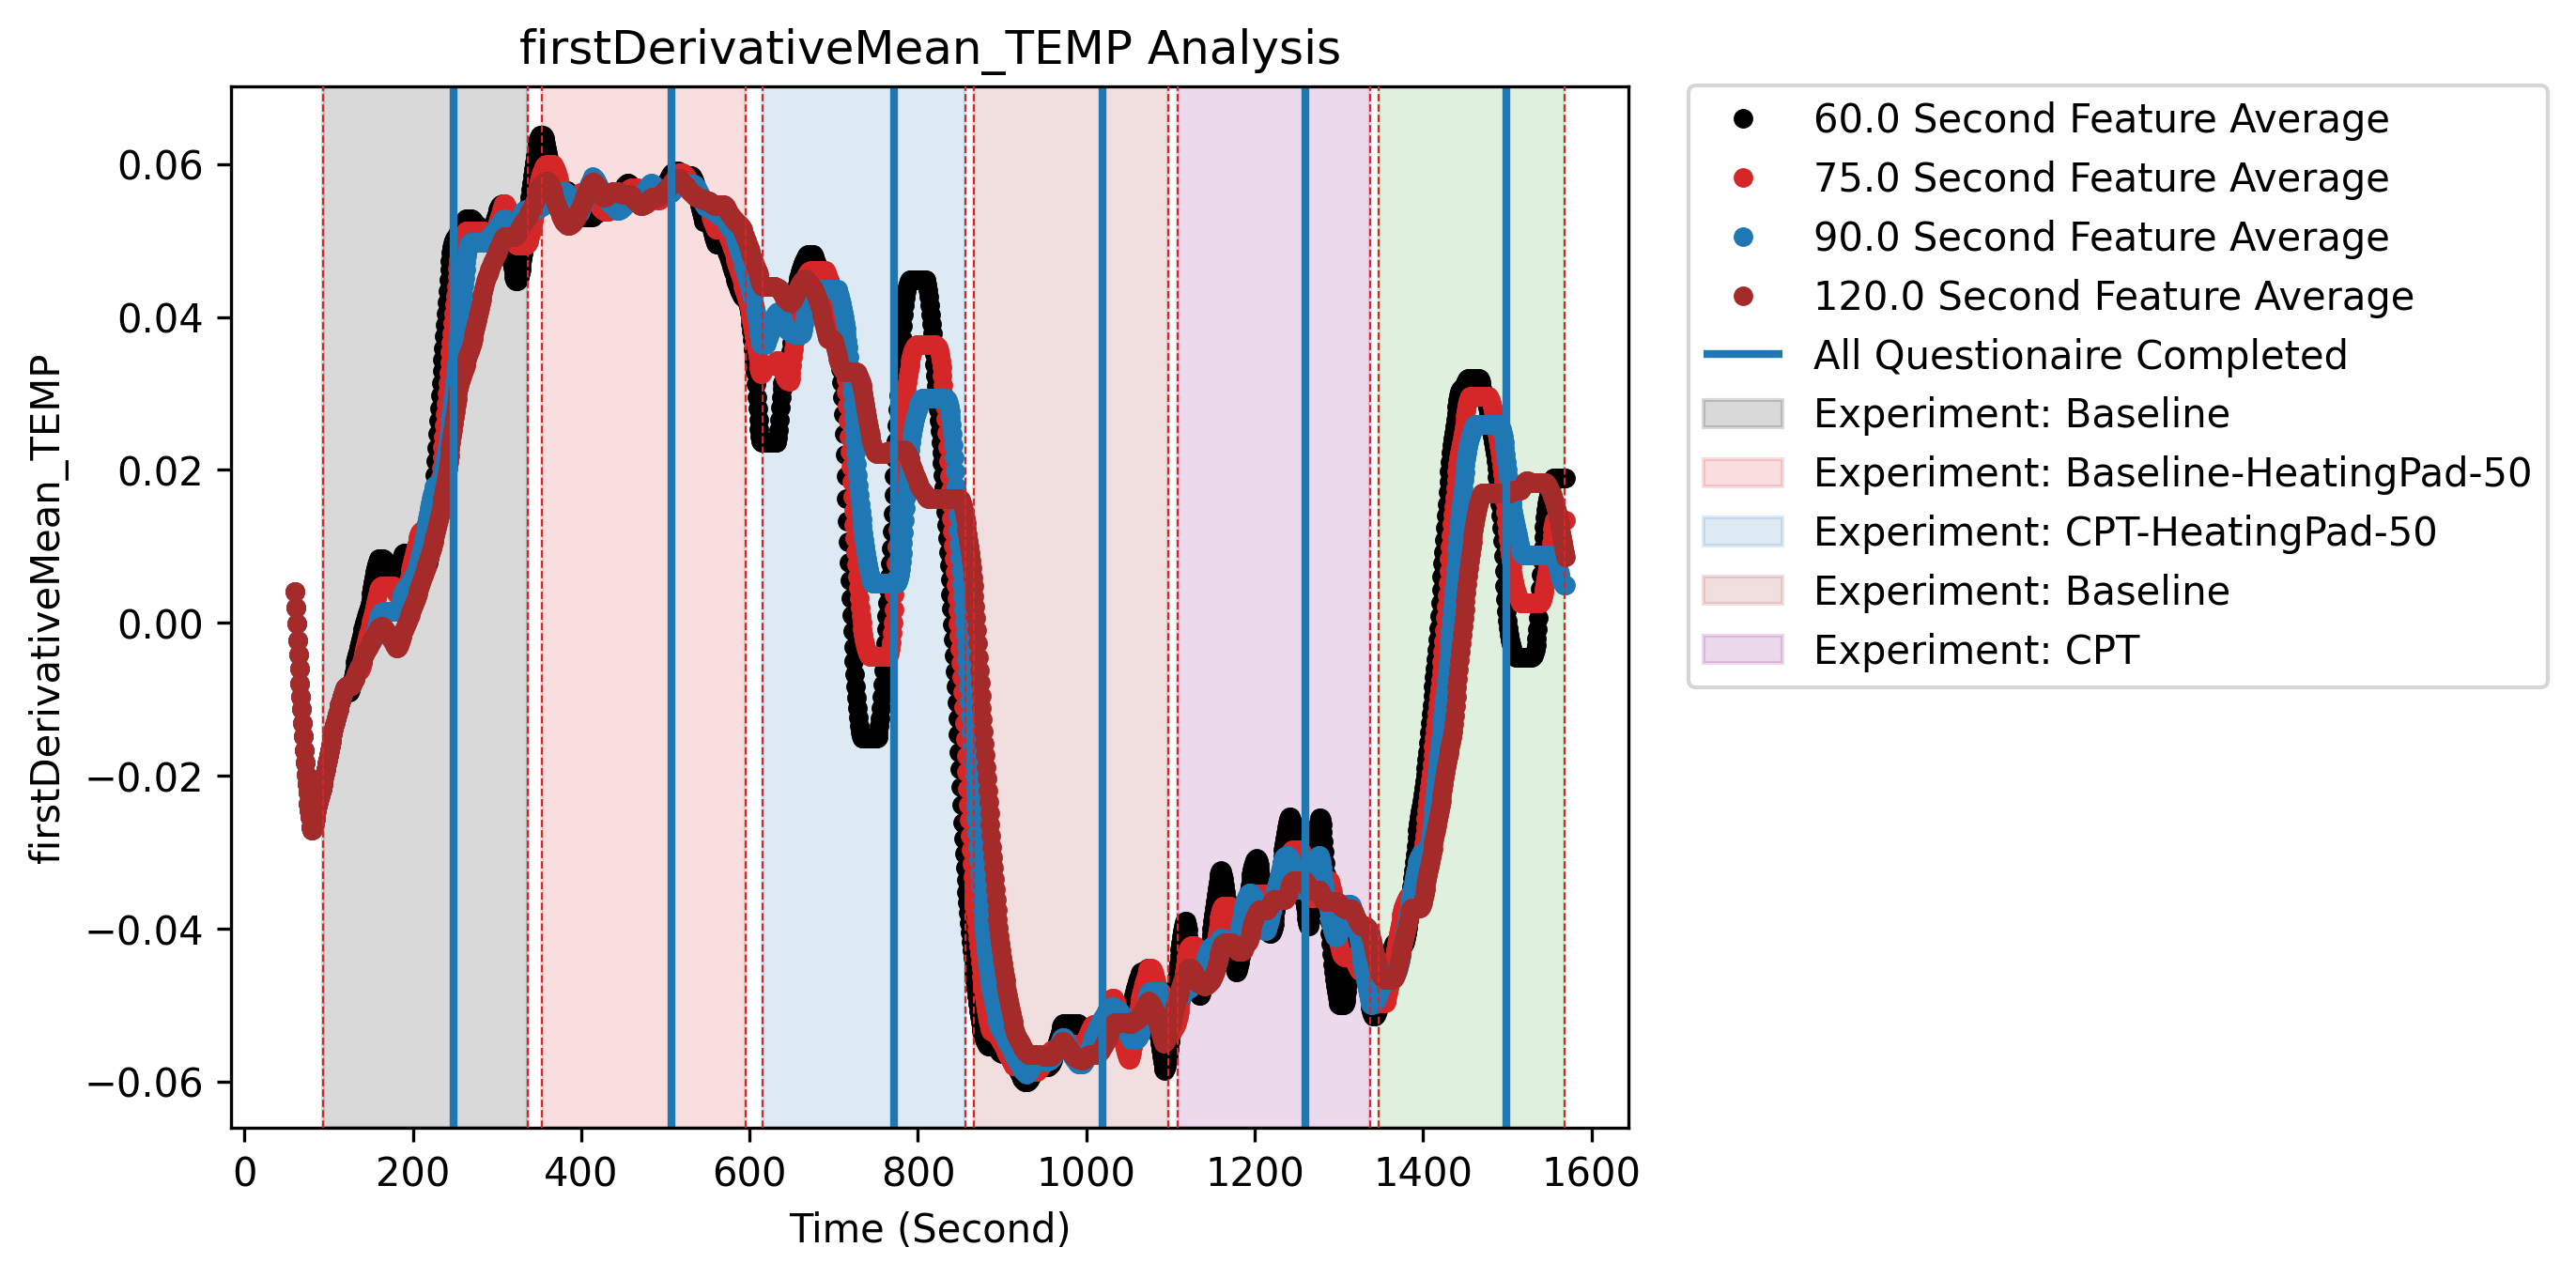 firstDerivativeMean_TEMP Analysis
firstDerivativeMean_TEMP
0.06
0.04
0.02
0.00
−0.02
−0.04
−0.06
0 200 400 600 800 1000 1200 1400 1600
Time (Second)
60.0 Second Feature Average
75.0 Second Feature Average
90.0 Second Feature Average
120.0 Second Feature Average
All Questionaire Completed
Experiment: Baseline
Experiment: Baseline-HeatingPad-50
Experiment: CPT-HeatingPad-50
Experiment: Baseline
Experiment: CPT